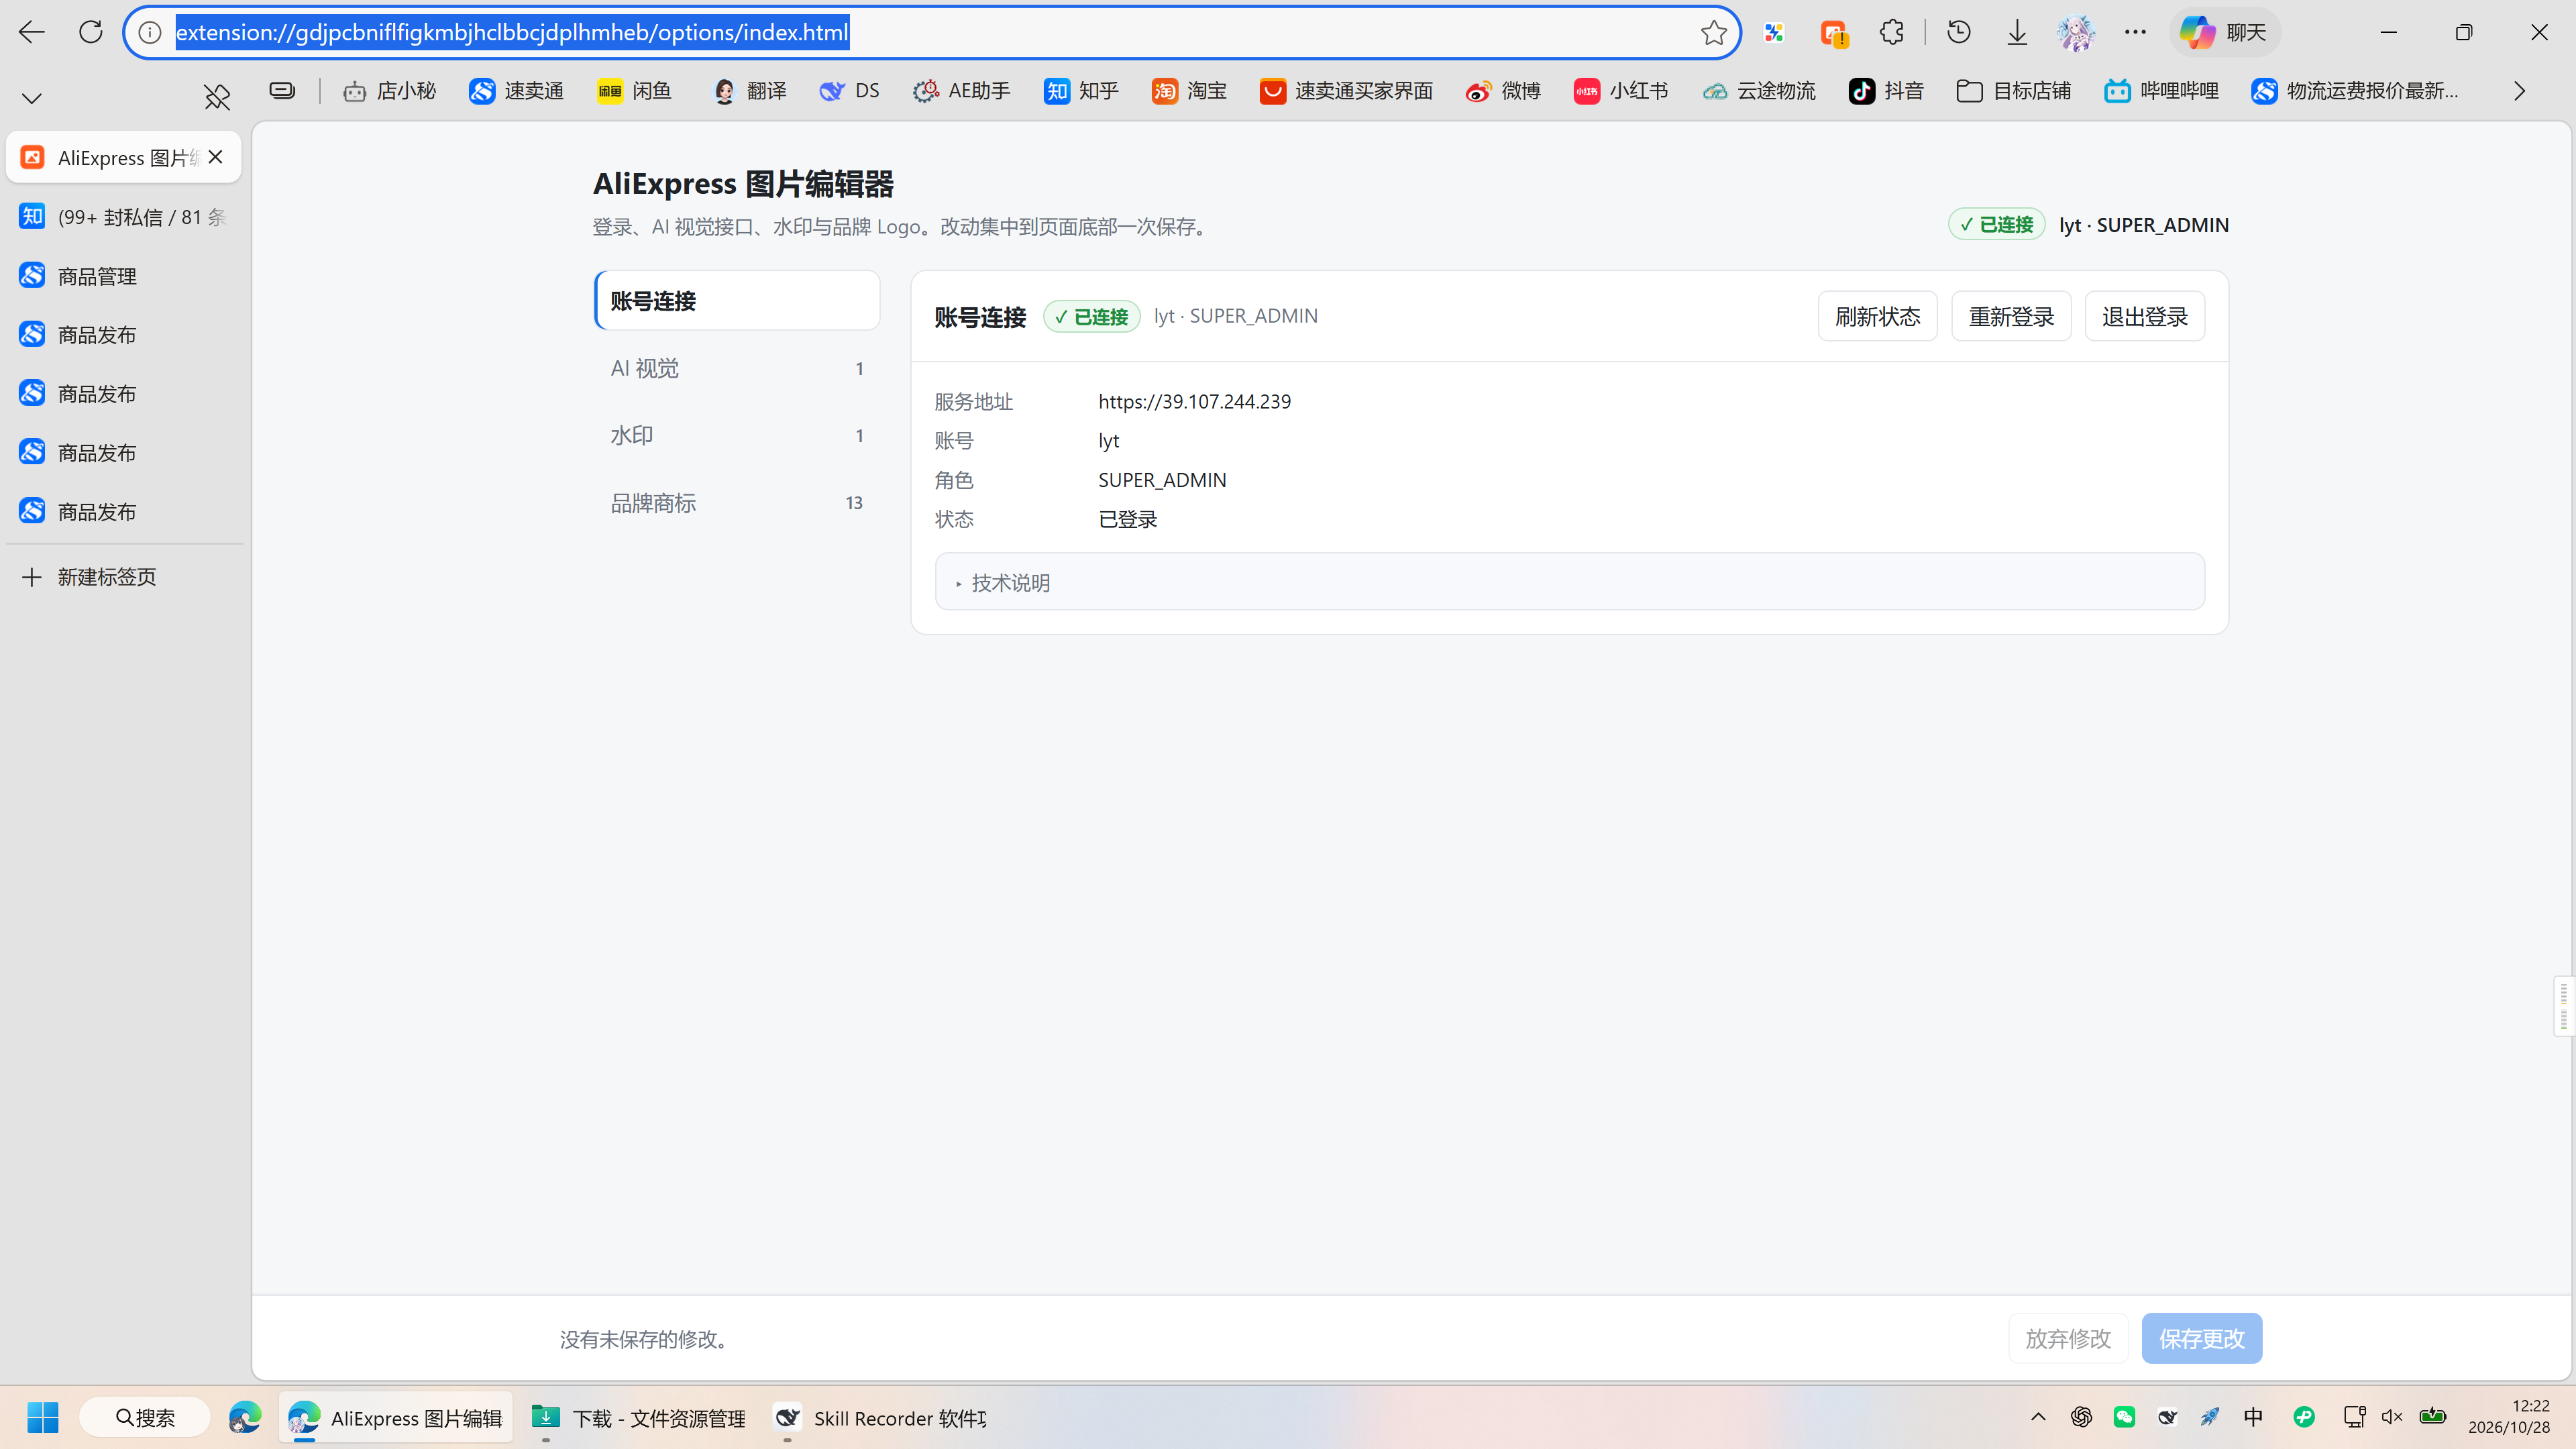 extension://gdjpcbniflfigkmbjhclbbcjdplhmheb/options/index.html
聊天
店小秘
速卖通
闲鱼
闲鱼
翻译
DS
AE助手
知
知乎
淘
淘宝
速卖通买家界面
微博
小红书
小红书
云途物流
抖音
目标店铺
哔哩哔哩
物流运费报价最新...
AliExpress 图片编
知
(99+ 封私信 / 81 条
商品管理
商品发布
商品发布
商品发布
商品发布
新建标签页
AliExpress 图片编辑器
登录、AI 视觉接口、水印与品牌 Logo。改动集中到页面底部一次保存。
✓ 已连接
lyt · SUPER_ADMIN
账号连接
AI 视觉
1
水印
1
品牌商标
13
账号连接
✓ 已连接
lyt · SUPER_ADMIN
刷新状态
重新登录
退出登录
服务地址
https://39.107.244.239
账号
lyt
角色
SUPER_ADMIN
状态
已登录
技术说明
没有未保存的修改。
放弃修改
保存更改
搜索
AliExpress 图片编辑
下载 - 文件资源管理
Skill Recorder 软件
中
12:22
2026/10/28